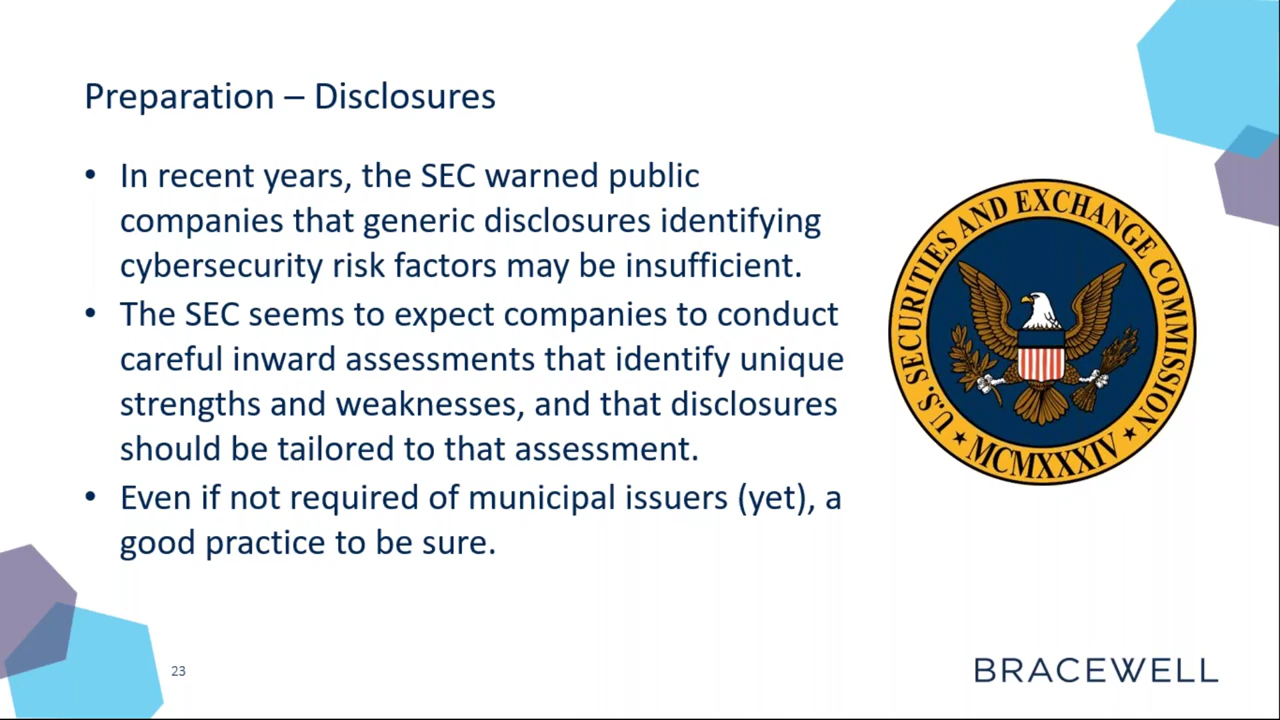 Preparation – Disclosures
• In recent years, the SEC warned public
companies that generic disclosures identifying
cybersecurity risk factors may be insufficient.
• The SEC seems to expect companies to conduct
careful inward assessments that identify unique
strengths and weaknesses, and that disclosures
should be tailored to that assessment.
• Even if not required of municipal issuers (yet), a
good practice to be sure.
U.S. SECURITIES AND EXCHANGE COMMISSION
MCMXXXIV
23
BRACEWELL